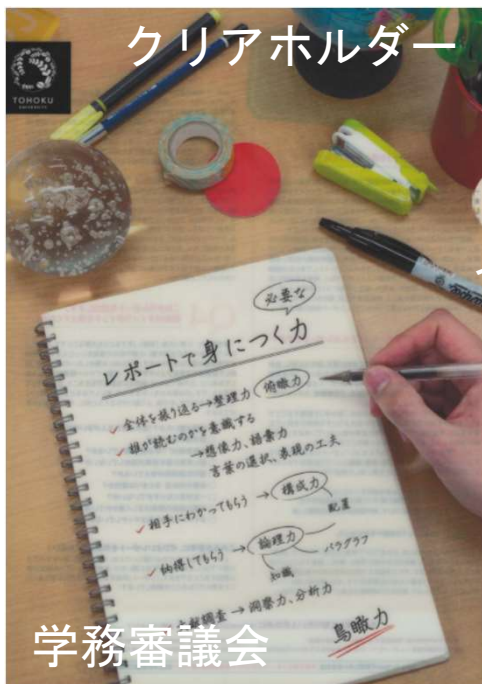 クリアホルダー
TOHOKU
UNIVERSITY
必要な
レポートで身につく力
✓ 全体を振り返る→整理力 俯瞰力
✓ 誰が読むのかを意識する
→想像力、語彙力
言葉の選択、表現の工夫
✓ 相手にわかってもらう → 構成力
配置
✓ 納得してもらう → 論理力
パラグラフ
知識
調査 → 洞察力、分析力
鳥瞰力
学務審議会